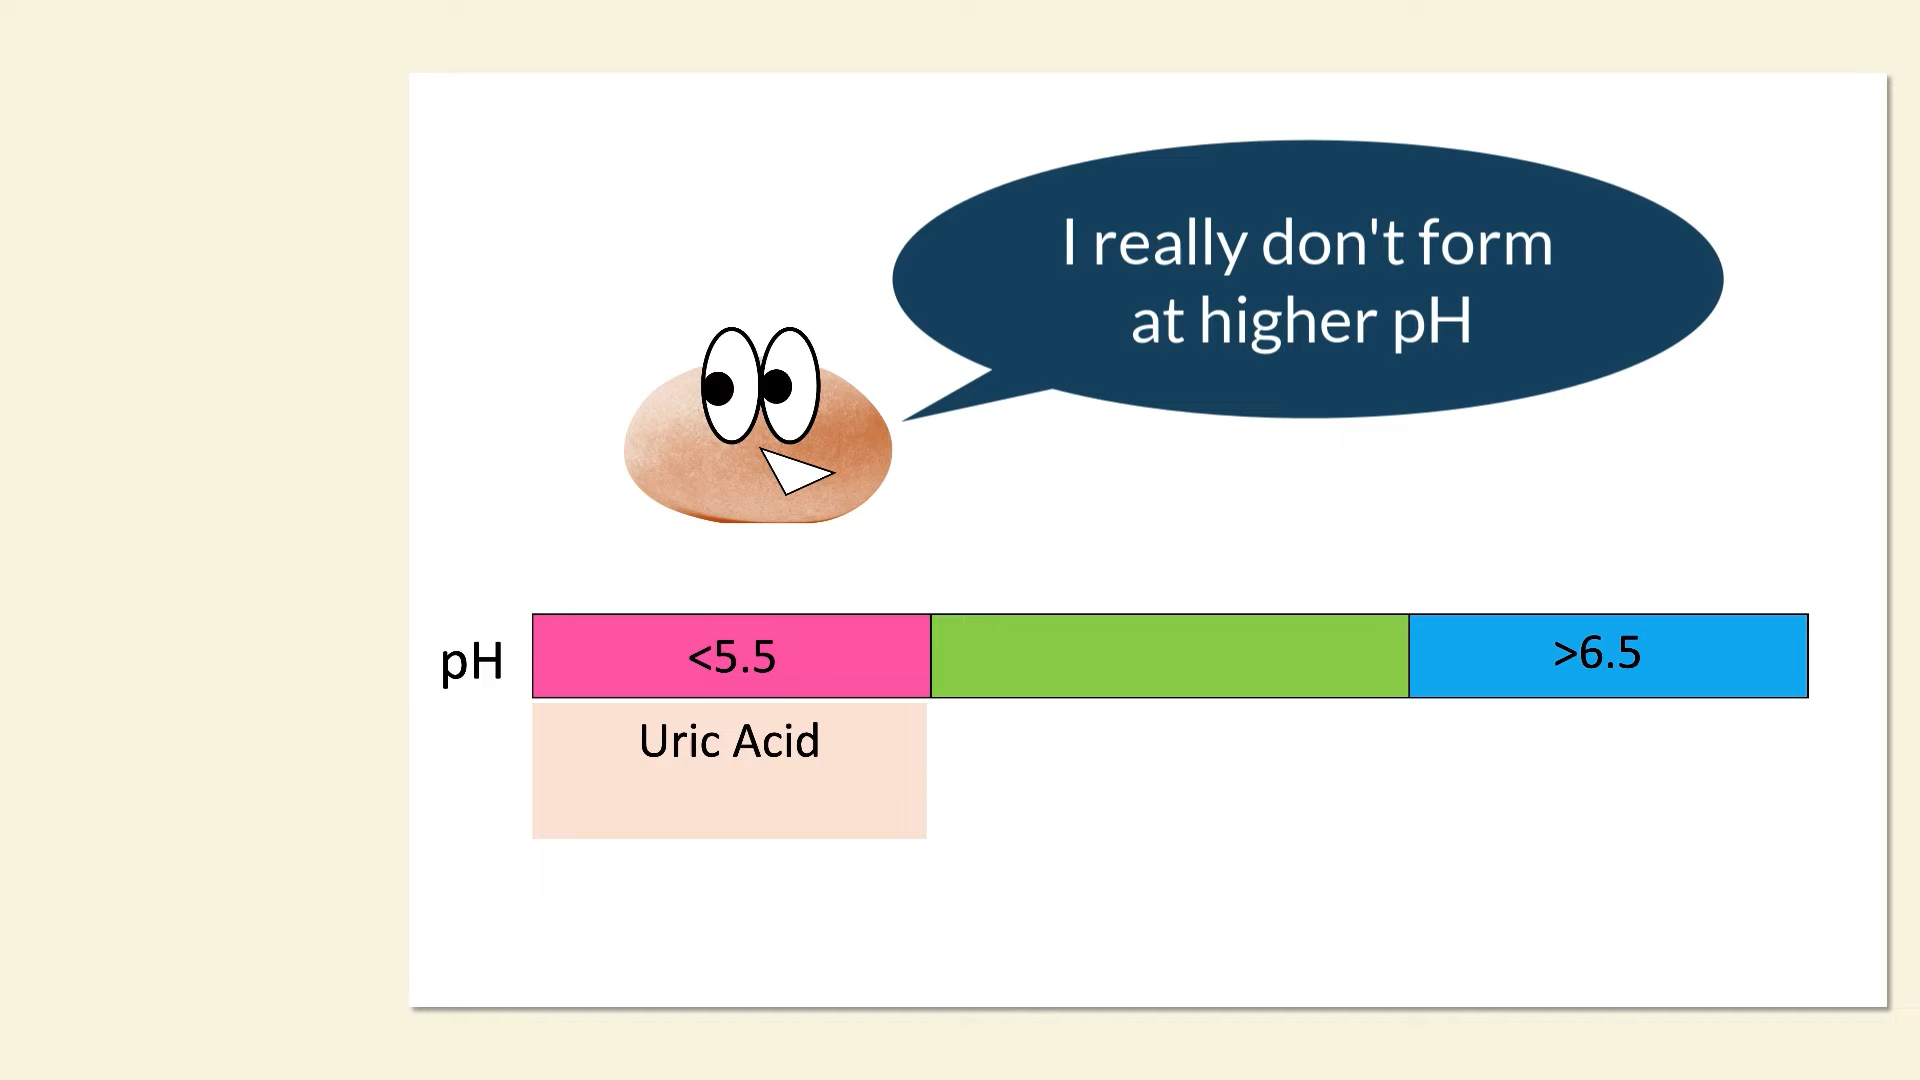 I really don't form
at higher pH
pH
<5.5
>6.5
Uric Acid